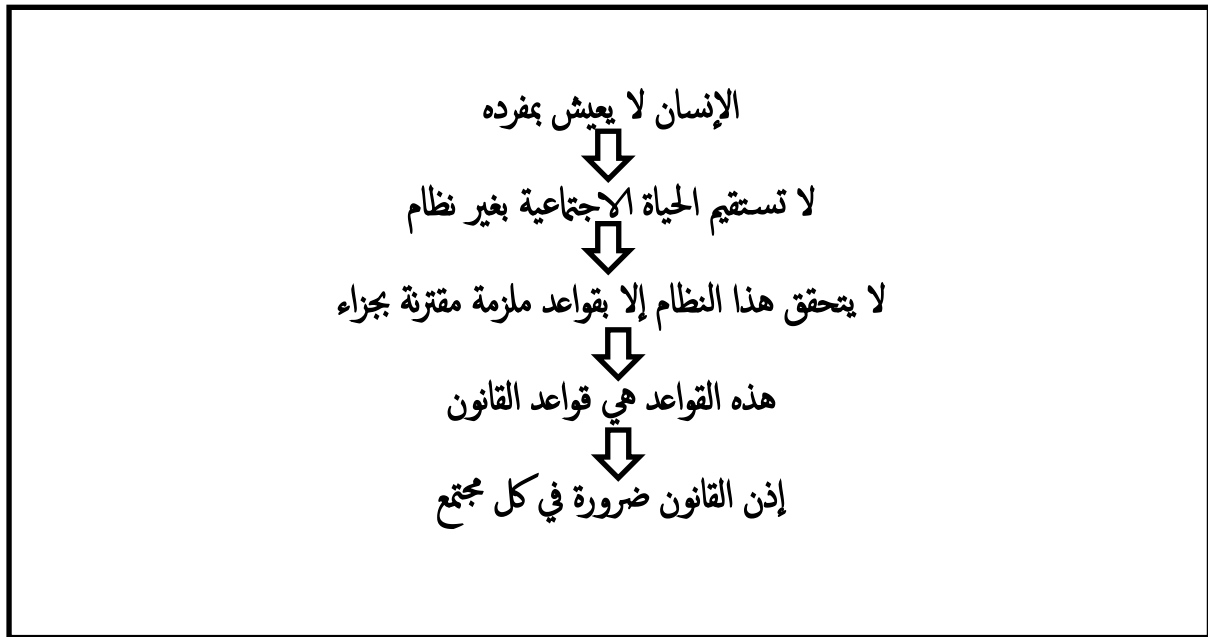 الإنسان لا يعيش بمفرده
لا تستقيم الحياة الاجتماعية بغير نظام
لا يتحقق هذا النظام إلا بقواعد ملزمة مقترنة بجزاء
هذه القواعد هي قواعد القانون
إذن القانون ضرورة في كل مجتمع